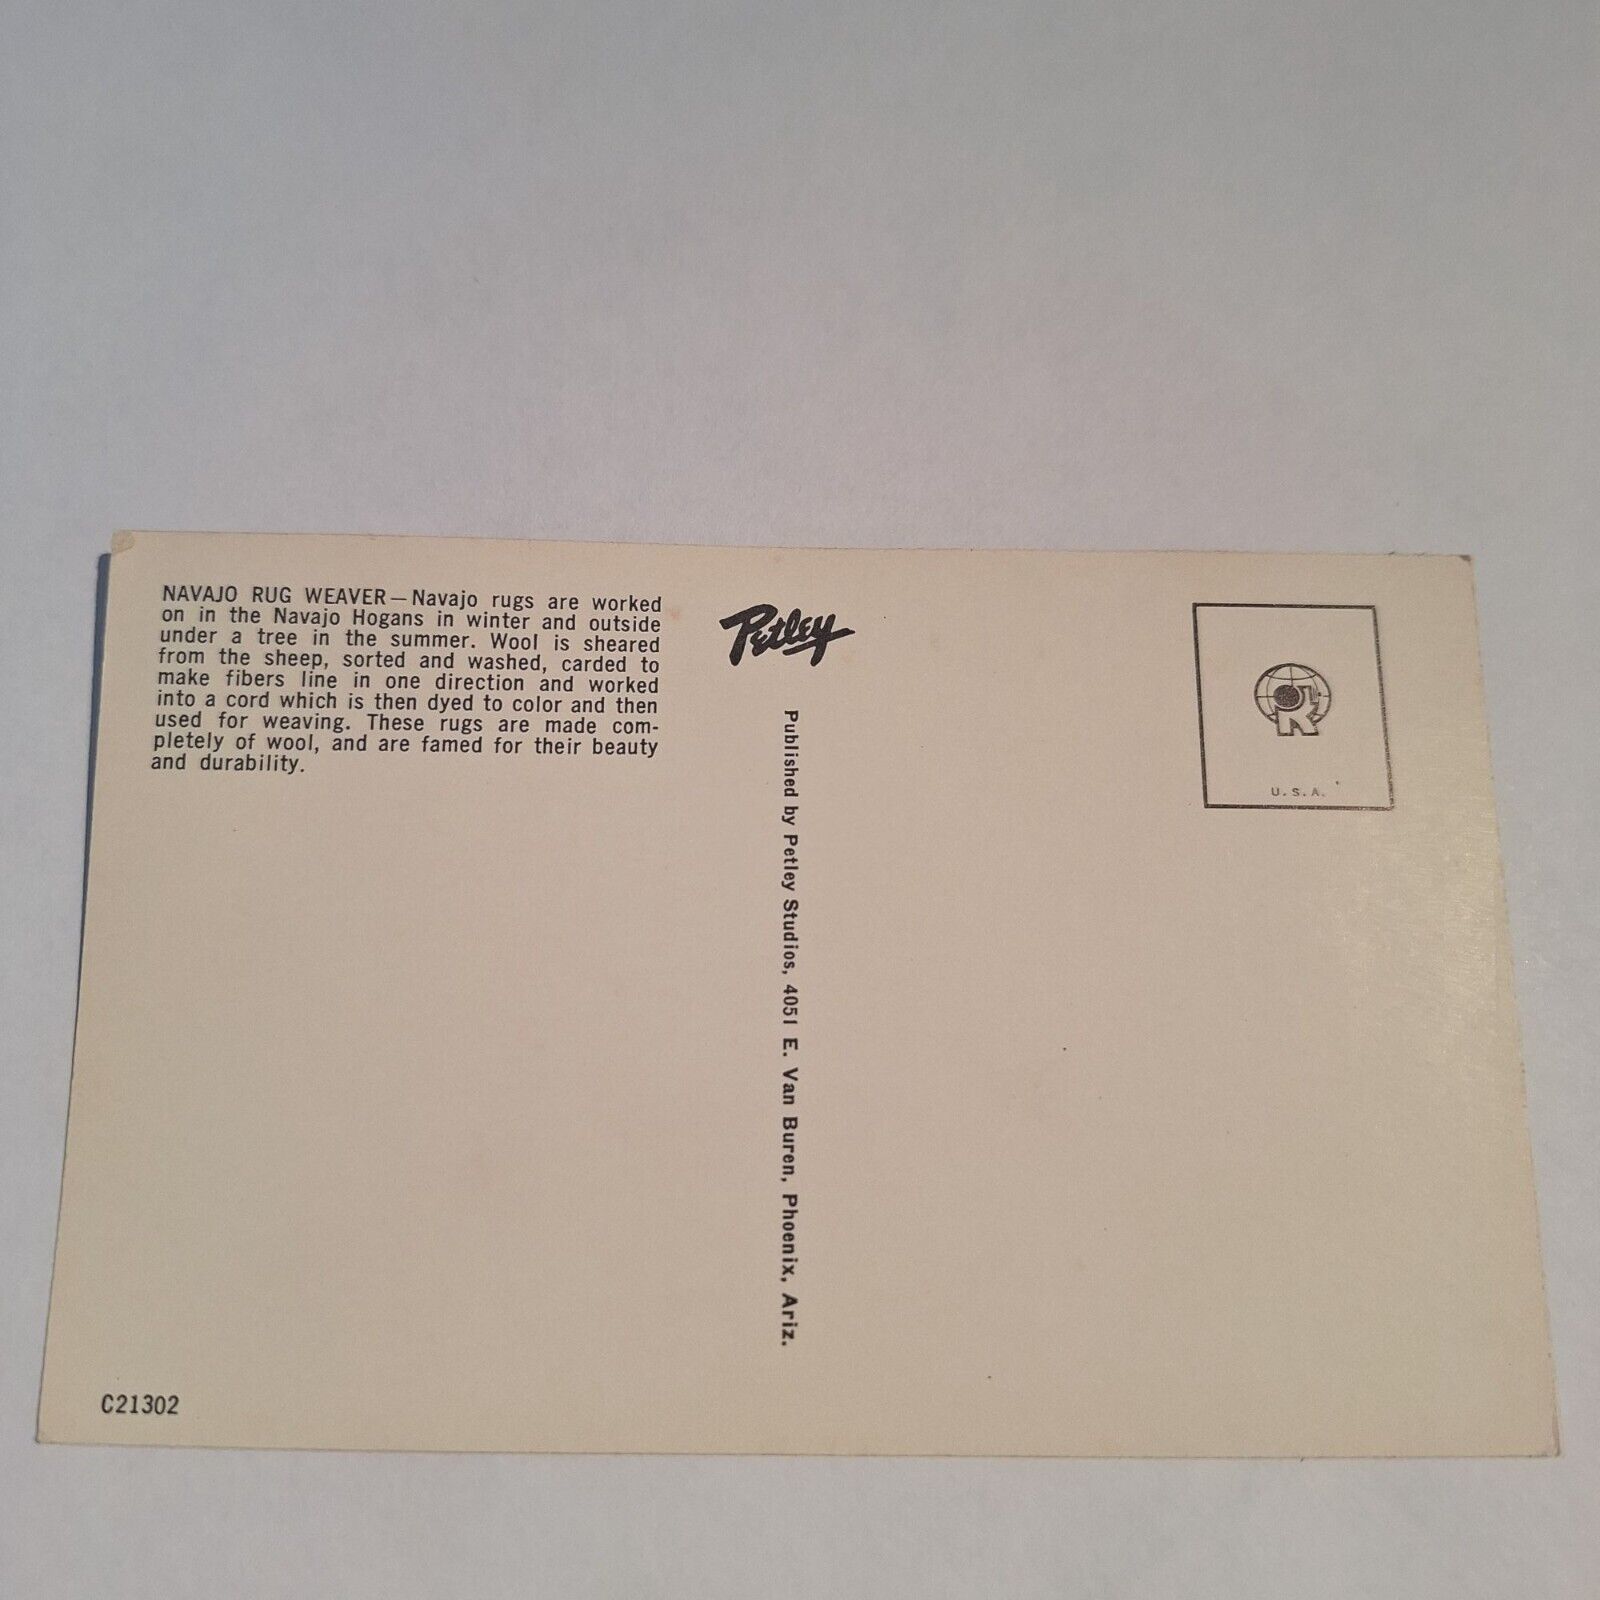 NAVAJO RUG WEAVER—Navajo rugs are worked
on in the Navajo Hogans in winter and outside
under a tree in the summer. Wool is sheared
from the sheep, sorted and washed, carded to
make fibers line in one direction and worked
into a cord which is then dyed to color and then
used for weaving. These rugs are made com-
pletely of wool, and are famed for their beauty
and durability.
C21302
Petley
Published by Petley Studios, 4051 E. Van Buren, Phoenix, Ariz.
U.S.A.